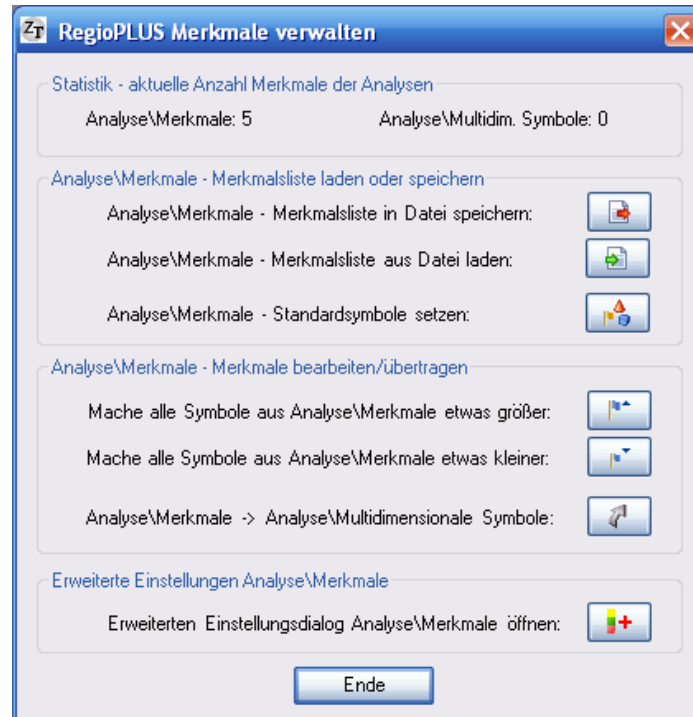 ZT RegioPLUS Merkmale verwalten
Statistik - aktuelle Anzahl Merkmale der Analysen
Analyse\Merkmale: 5 Analyse\Multidim. Symbole: 0
Analyse\Merkmale - Merkmalsliste laden oder speichern
Analyse\Merkmale - Merkmalsliste in Datei speichern:
Analyse\Merkmale - Merkmalsliste aus Datei laden:
Analyse\Merkmale - Standardsymbole setzen:
Analyse\Merkmale - Merkmale bearbeiten/übertragen
Mache alle Symbole aus Analyse\Merkmale etwas größer:
Mache alle Symbole aus Analyse\Merkmale etwas kleiner:
Analyse\Merkmale -> Analyse\Multidimensionale Symbole:
Erweiterte Einstellungen Analyse\Merkmale
Erweiterten Einstellungsdialog Analyse\Merkmale öffnen:
Ende